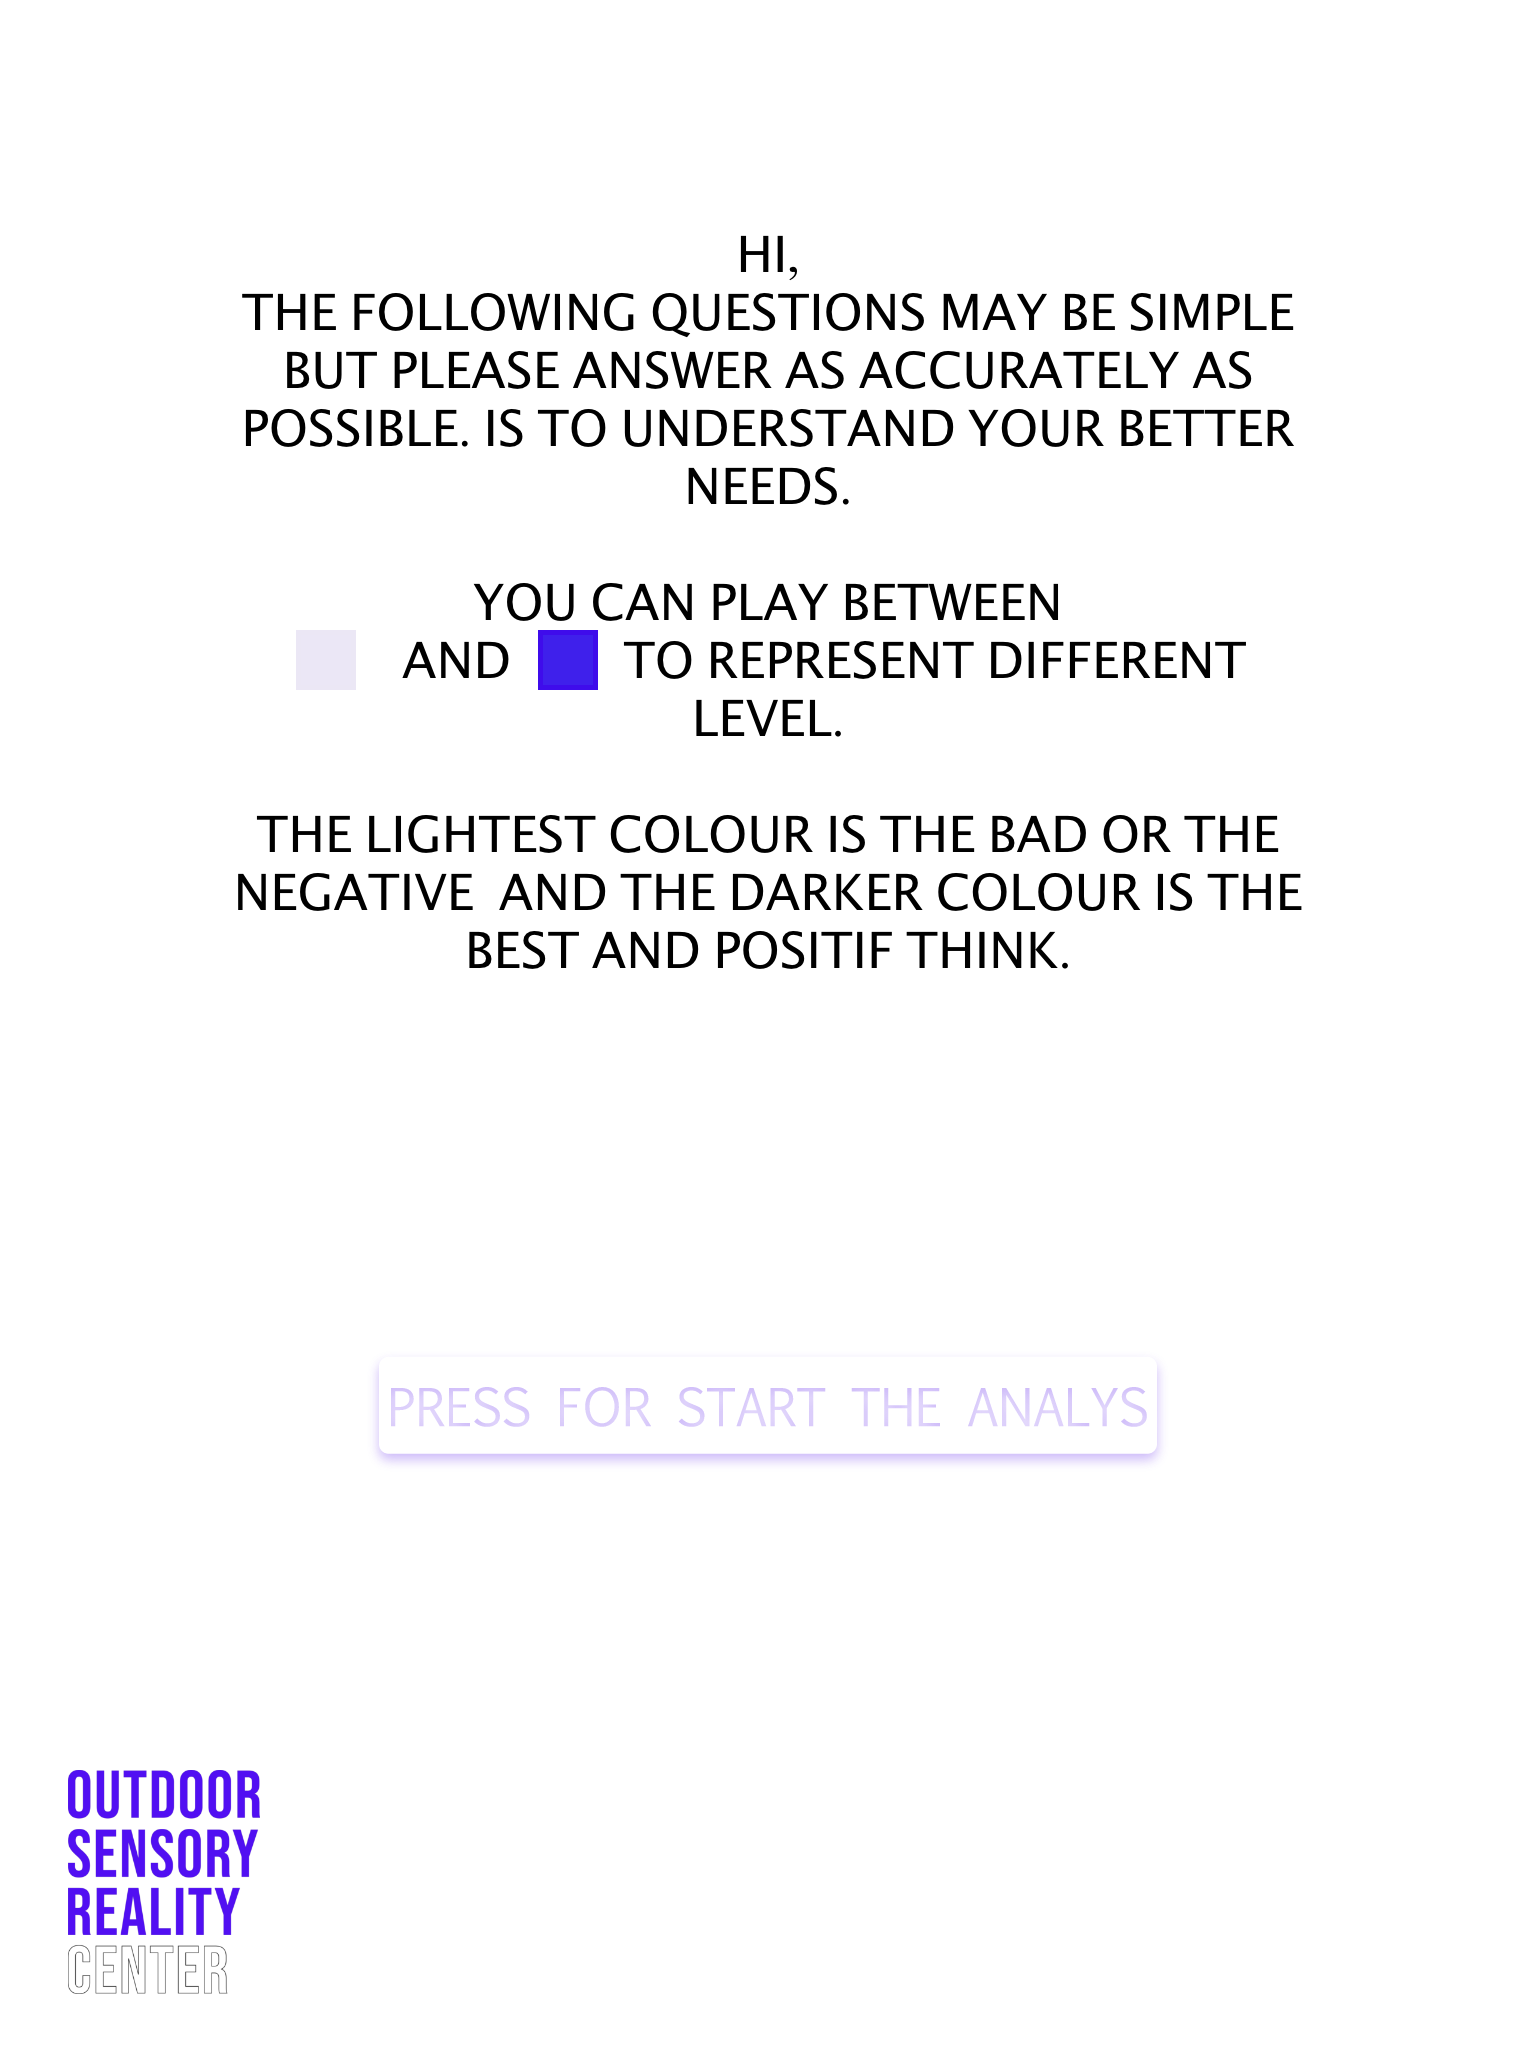 HI,
THE FOLLOWING QUESTIONS MAY BE SIMPLE
BUT PLEASE ANSWER AS ACCURATELY AS
POSSIBLE. IS TO UNDERSTAND YOUR BETTER
NEEDS.
YOU CAN PLAY BETWEEN
AND TO REPRESENT DIFFERENT
LEVEL.
THE LIGHTEST COLOUR IS THE BAD OR THE
NEGATIVE AND THE DARKER COLOUR IS THE
BEST AND POSITIF THINK.
PRESS FOR START THE ANALYS
OUTDOOR
SENSORY
REALITY
CENTER